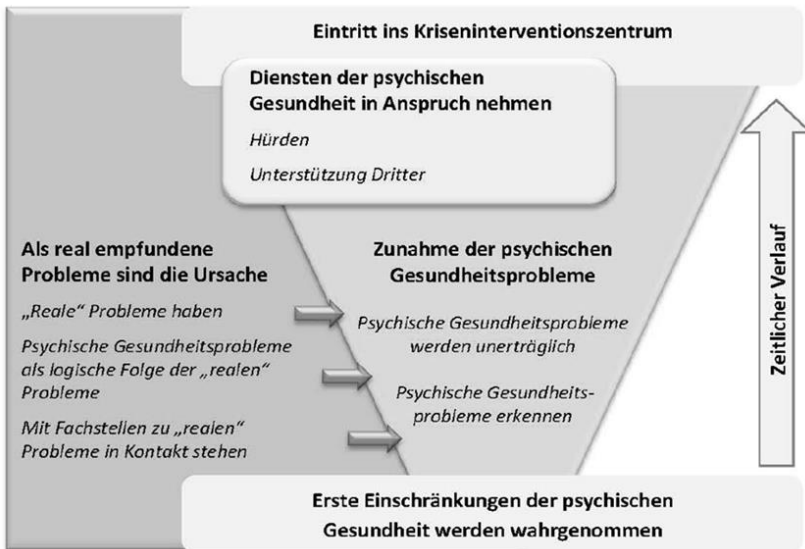 Eintritt ins Kriseninterventionszentrum
Diensten der psychischen
Gesundheit in Anspruch nehmen
Hürden
Unterstützung Dritter
Als real empfundene
Probleme sind die Ursache
„Reale“ Probleme haben
Psychische Gesundheitsprobleme
als logische Folge der „realen“
Probleme
Mit Fachstellen zu „realen“
Probleme in Kontakt stehen
Zunahme der psychischen
Gesundheitsprobleme
Psychische Gesundheitsprobleme
werden unerträglich
Psychische Gesundheits-
probleme erkennen
Zeitlicher Verlauf
Erste Einschränkungen der psychischen
Gesundheit werden wahrgenommen